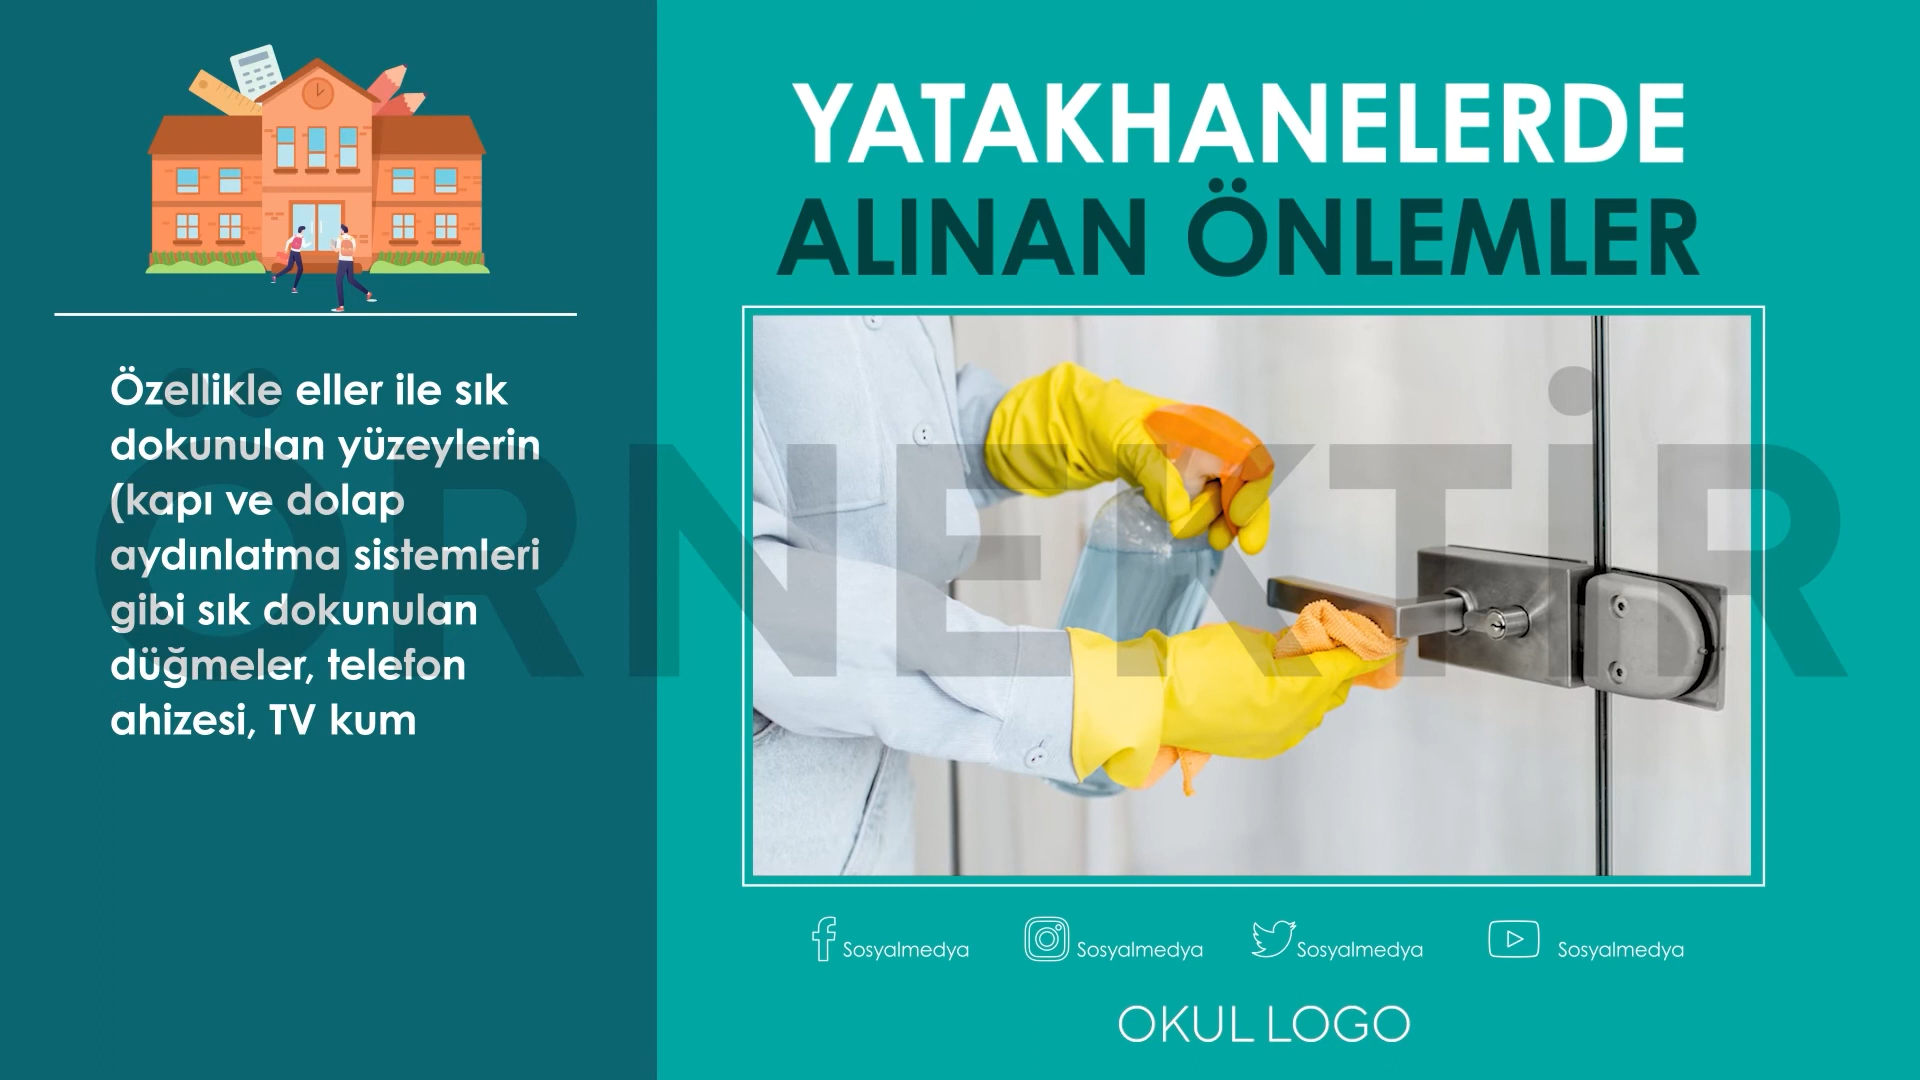 YATAKHANELERDE
ALINAN ÖNLEMLER
Özellikle eller ile sık
dokunulan yüzeylerin
(kapı ve dolap
aydınlatma sistemleri
gibi sık dokunulan
düğmeler, telefon
ahizesi, TV kum
ÖRNEKTİR
Sosyalmedya
Sosyalmedya
Sosyalmedya
Sosyalmedya
OKUL LOGO